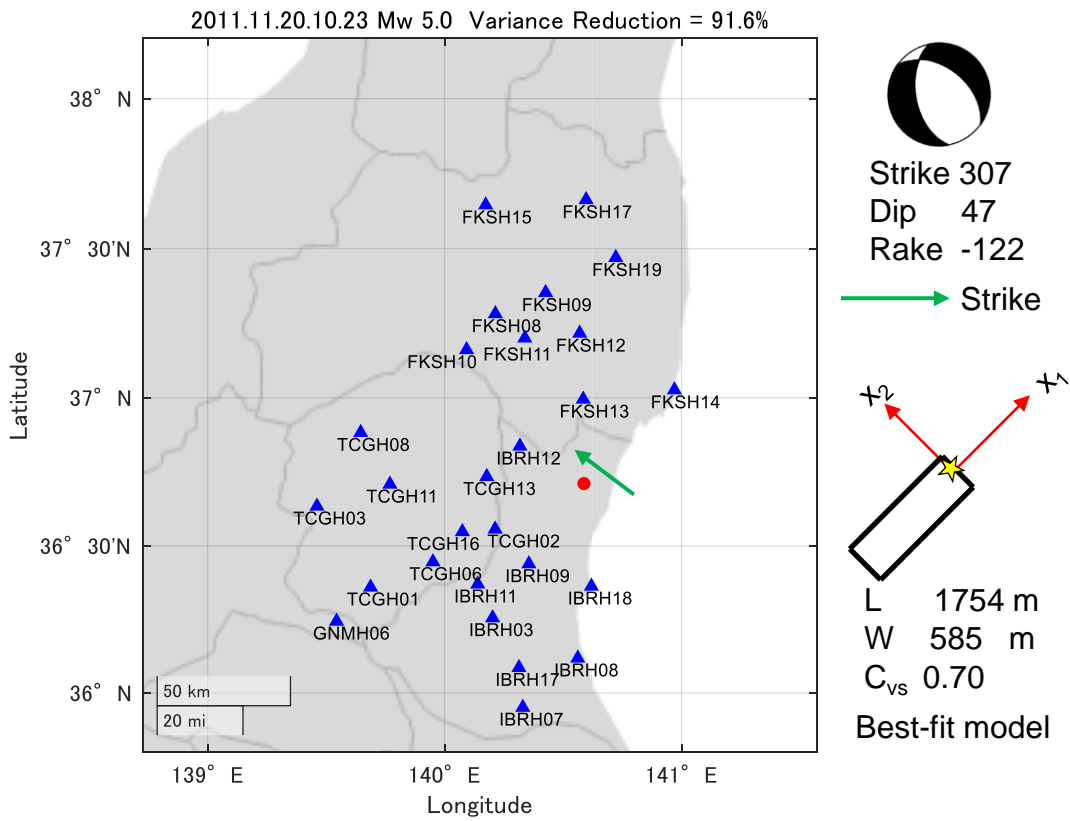 2011.11.20.10.23 Mw 5.0 Variance Reduction = 91.6%
38° N
37° 30'N
37° N
36° 30'N
36° N
Latitude
139° E
140° E
141° E
Longitude
FKSH15
FKSH17
FKSH19
FKSH09
FKSH08
FKSH12
FKSH11
FKSH10
FKSH14
FKSH13
TCGH08
IBRH12
TCGH13
TCGH11
TCGH03
TCGH02
TCGH16
TCGH06
IBRH09
IBRH11
IBRH18
TCGH01
IBRH03
GNMH06
IBRH08
IBRH17
IBRH07
50 km
20 mi
Strike 307
Dip 47
Rake -122
Strike
X2
X1
L 1754 m
W 585 m
Cvs 0.70
Best-fit model